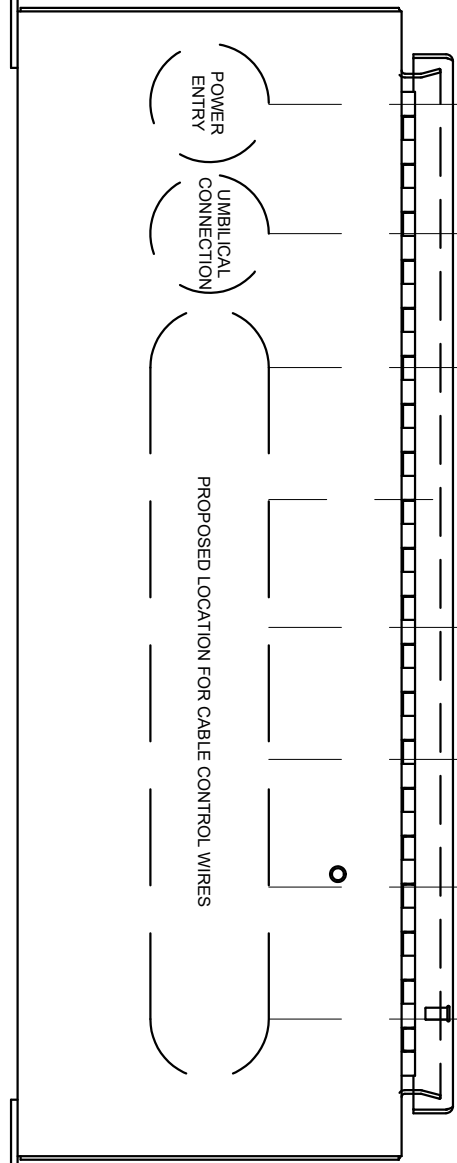 POWER
ENTRY
UMBILICAL
CONNECTION
PROPOSED LOCATION FOR CABLE CONTROL WIRES